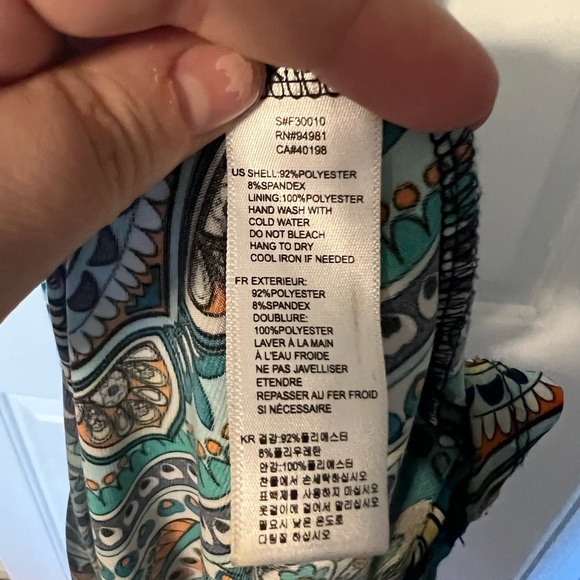 S#F30010
RN#94981
CA#40198
US SHELL:92%POLYESTER
8%SPANDEX
LINING:100%POLYESTER
HAND WASH WITH
COLD WATER
DO NOT BLEACH
HANG TO DRY
COOL IRON IF NEEDED
FR EXTERIEUR:
92%POLYESTER
8%SPANDEX
DOUBLURE:
100%POLYESTER
LAVER À LA MAIN
À L'EAU FROIDE
NE PAS JAVELLISER
ETENDRE
REPASSER AU FER FROID
SI NÉCESSAIRE
KR 겉감:92%폴리에스터
8%폴리우레탄
안감:100%폴리에스터
찬물에서 손세탁하십시오
표백제를 사용하지 마십시오
옷걸이에 걸어서 말리십시오
필요시 낮은 온도로
다림질 하십시오